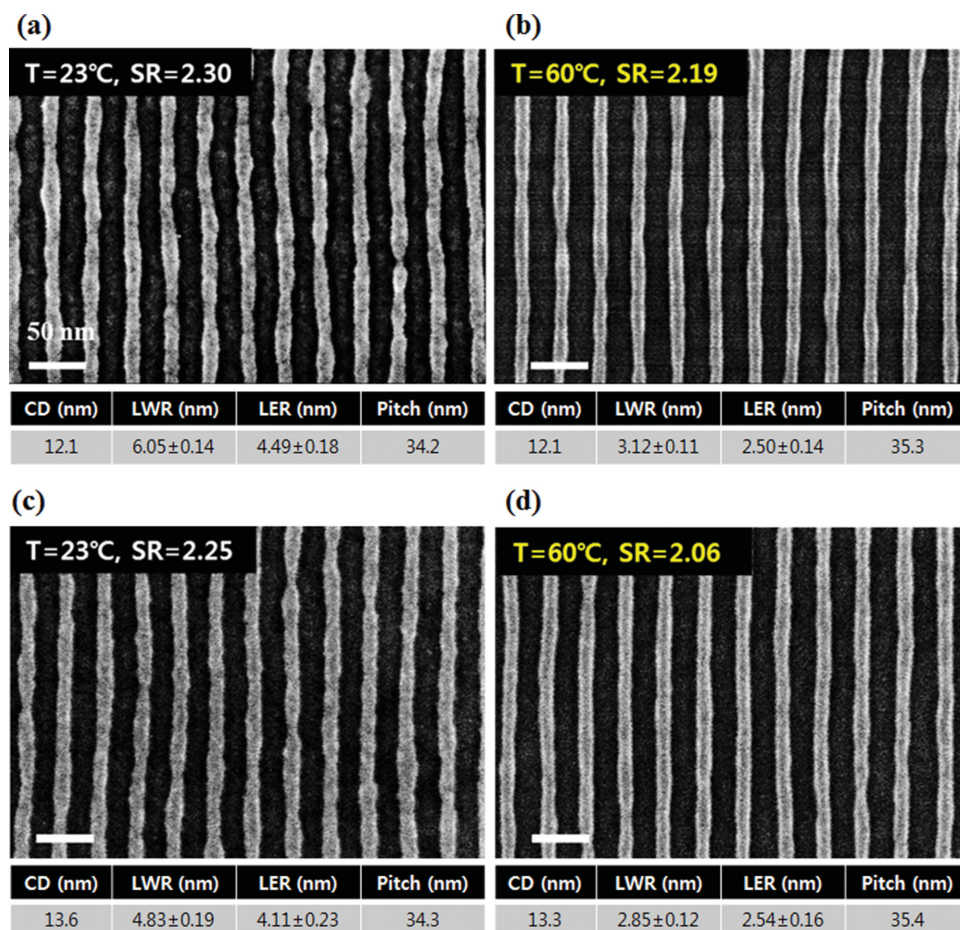 (a)
T=23℃, SR=2.30
50 nm
CD (nm) LWR (nm) LER (nm) Pitch (nm)
12.1 6.05±0.14 4.49±0.18 34.2
(b)
T=60℃, SR=2.19
CD (nm) LWR (nm) LER (nm) Pitch (nm)
12.1 3.12±0.11 2.50±0.14 35.3
(c)
T=23℃, SR=2.25
CD (nm) LWR (nm) LER (nm) Pitch (nm)
13.6 4.83±0.19 4.11±0.23 34.3
(d)
T=60℃, SR=2.06
CD (nm) LWR (nm) LER (nm) Pitch (nm)
13.3 2.85±0.12 2.54±0.16 35.4